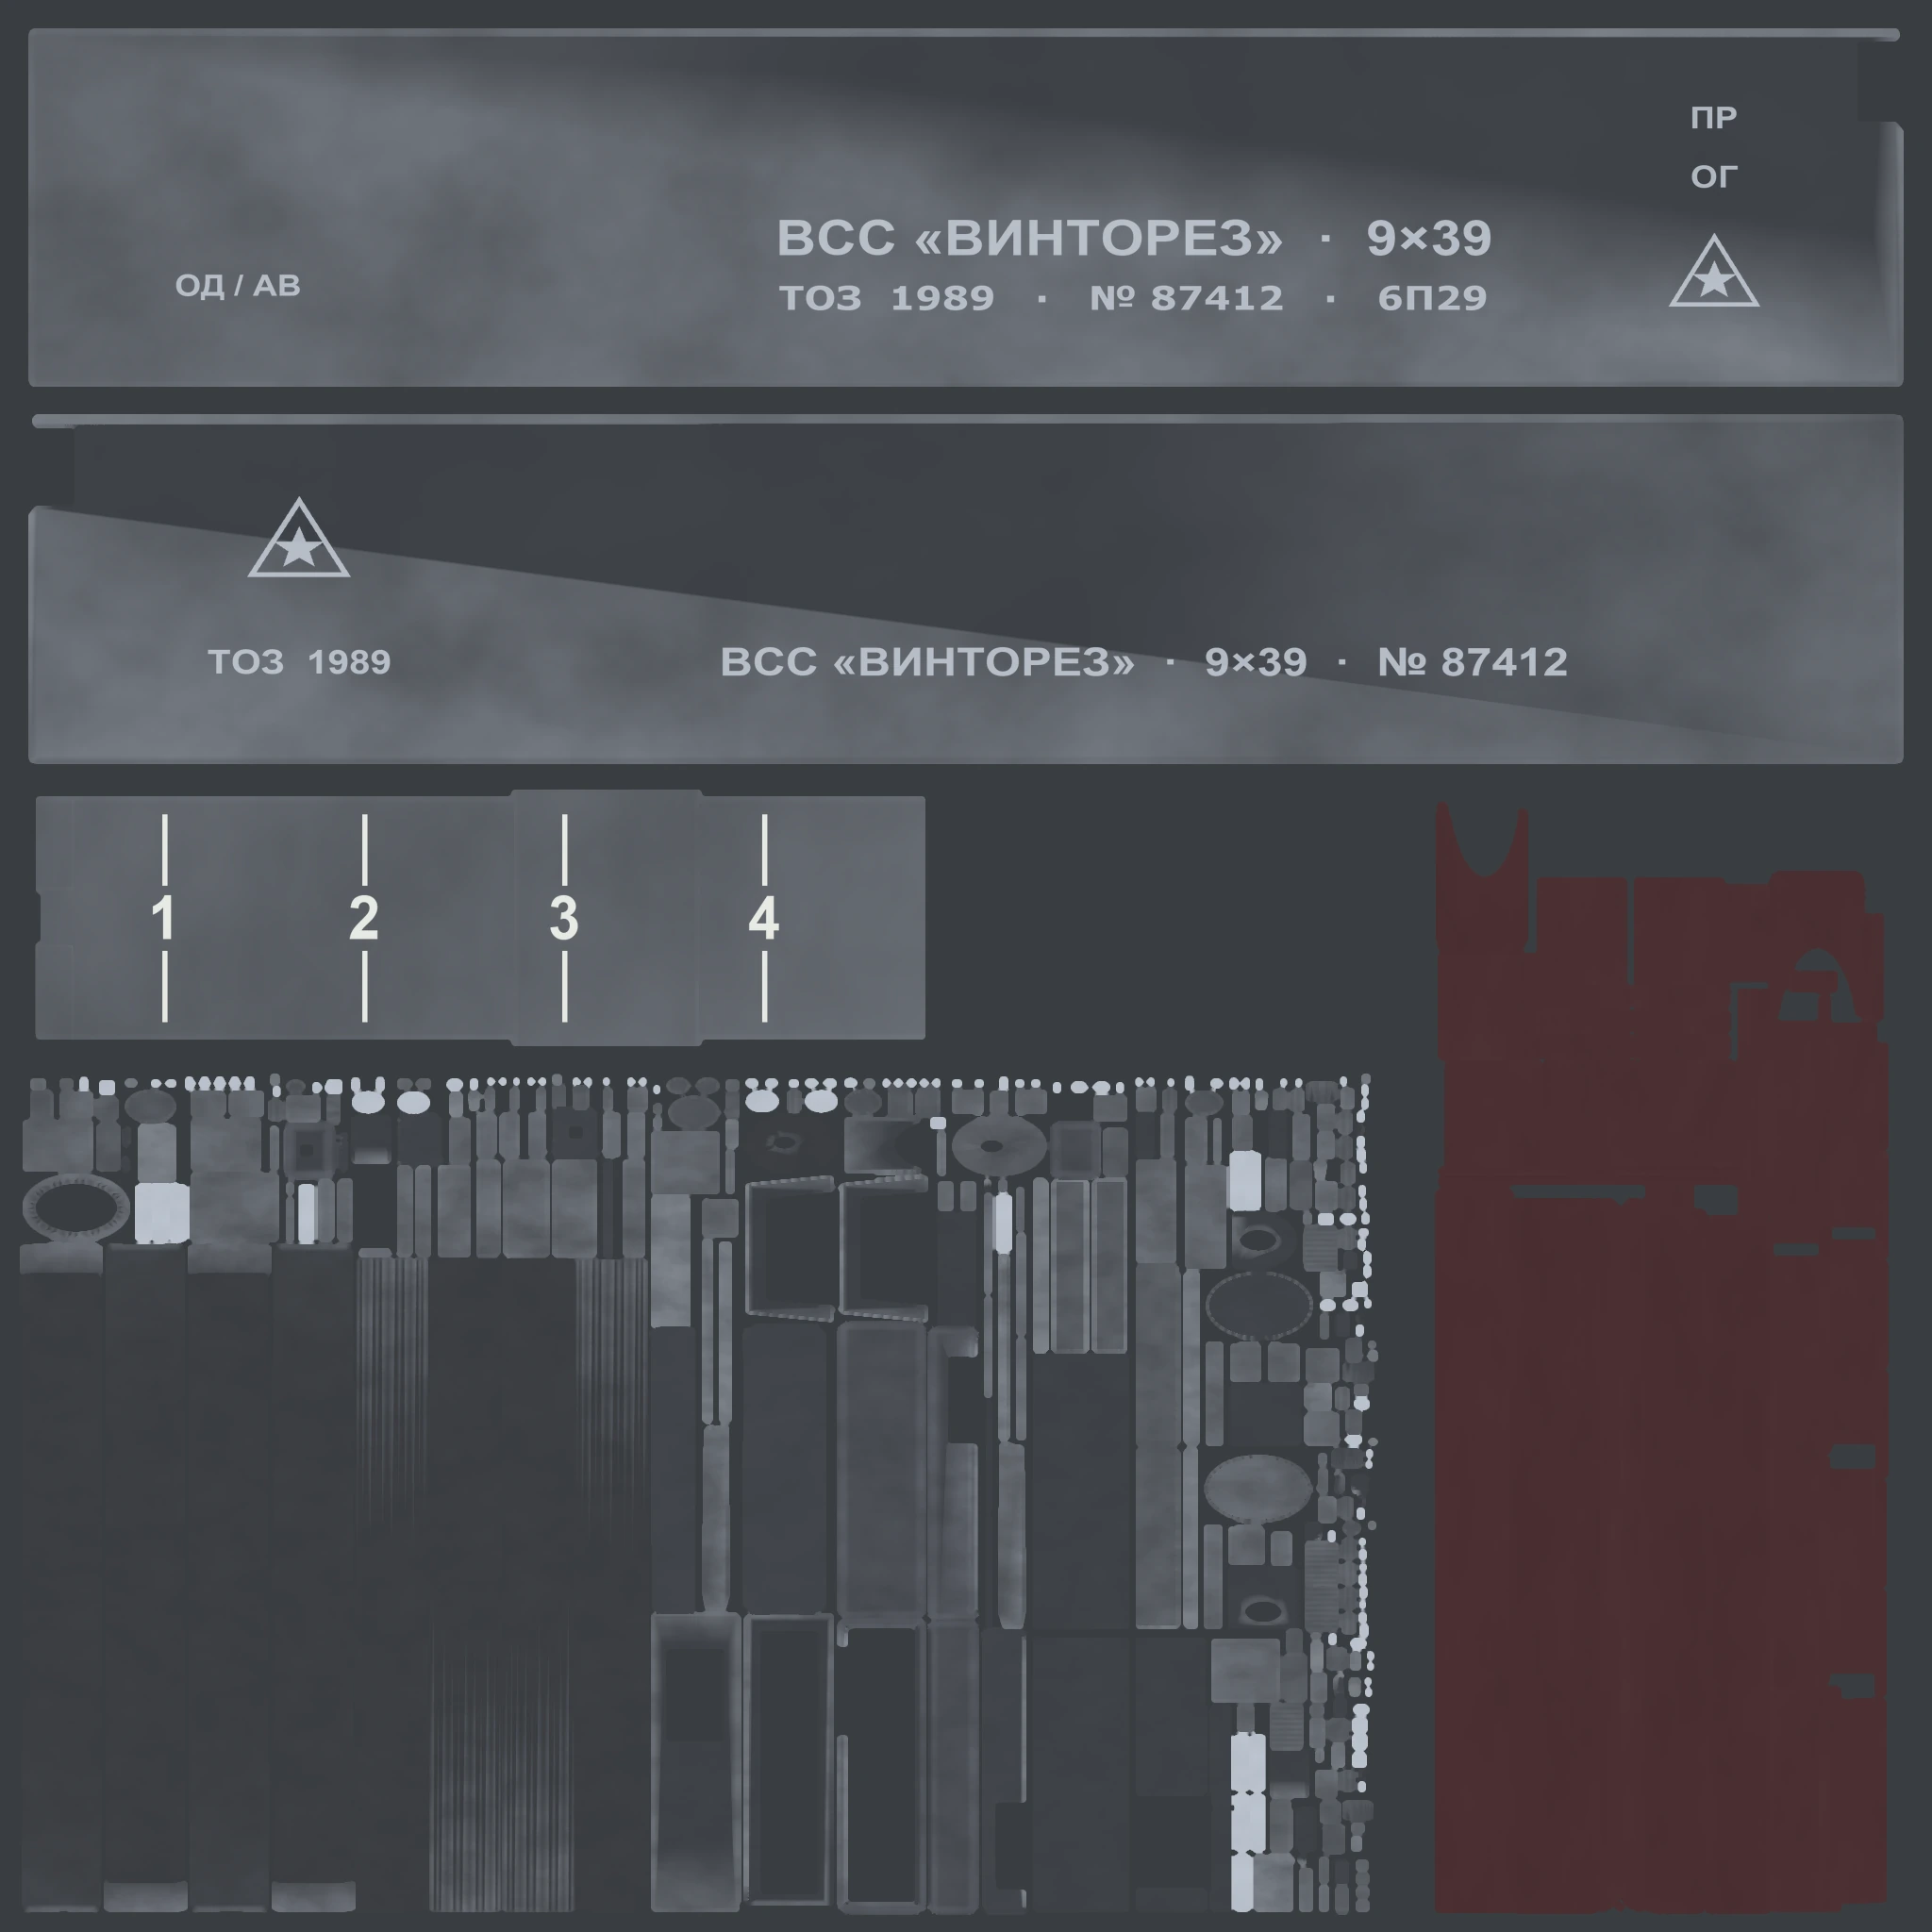 ПР
ОГ
ВСС «ВИНТОРЕЗ» · 9×39
ОД / АВ
ТОЗ 1989 · № 87412 · 6П29
ТОЗ 1989
ВСС «ВИНТОРЕЗ» · 9×39 · № 87412
1 2 3 4